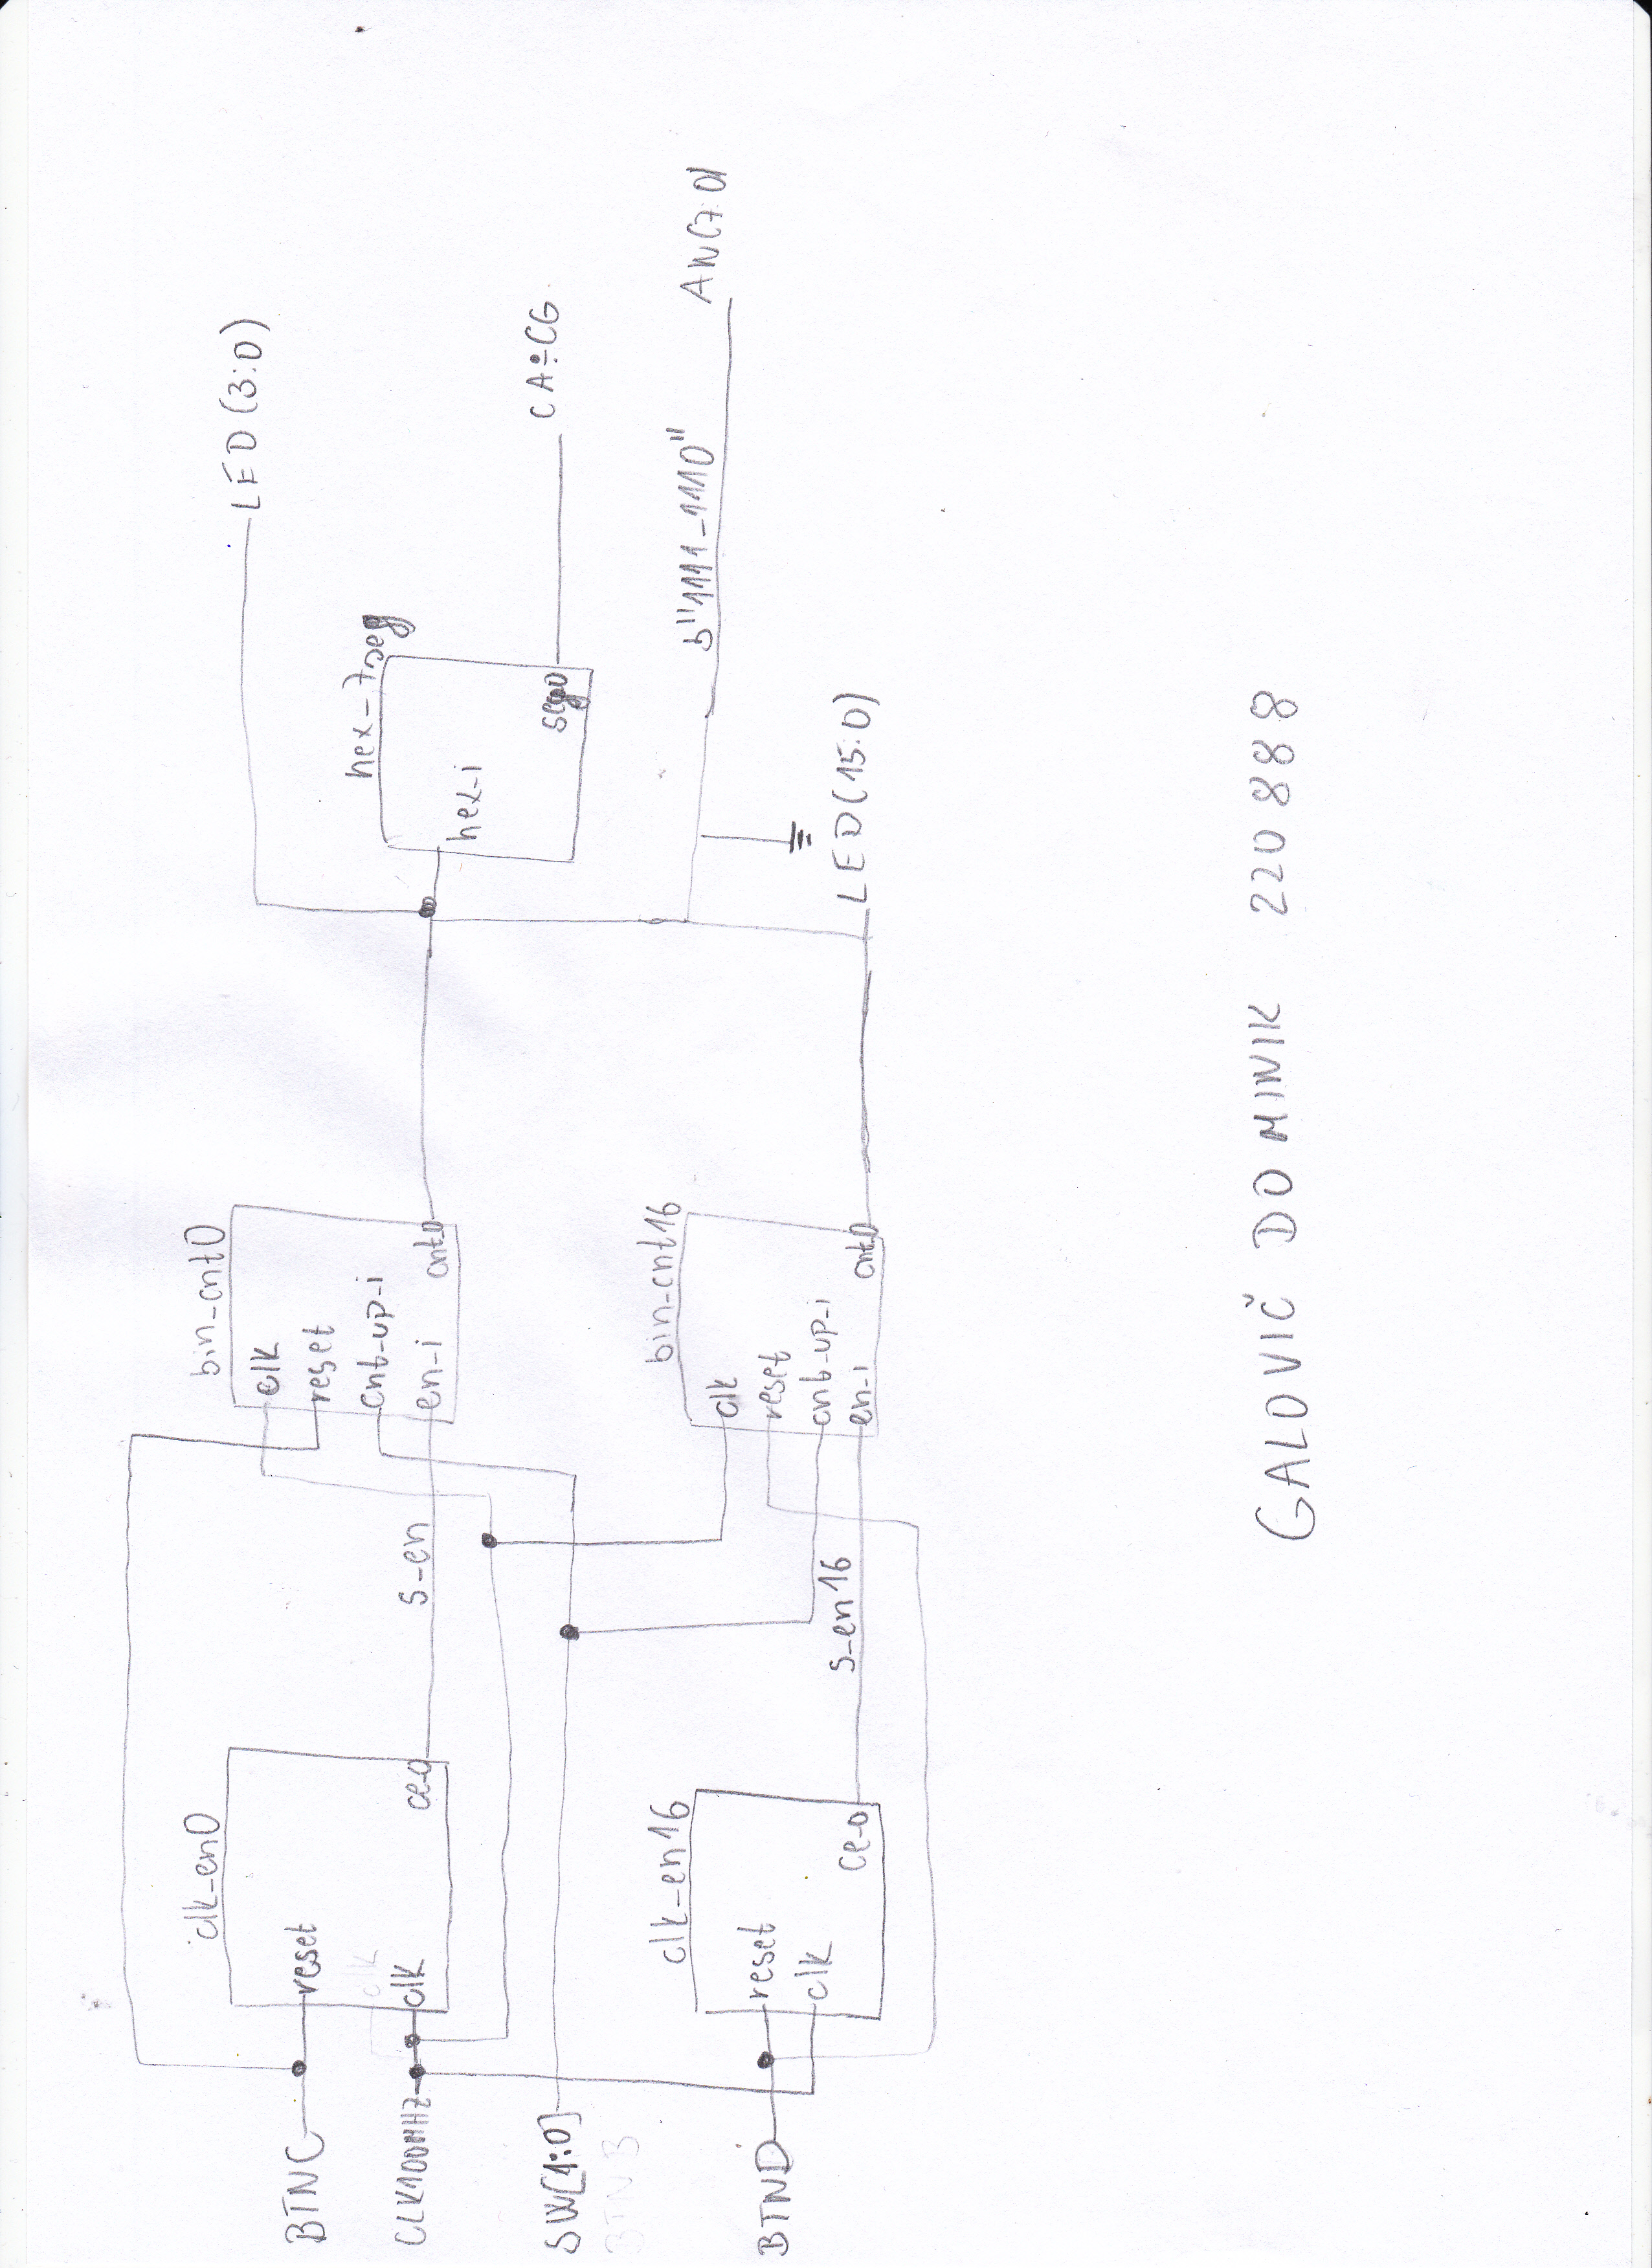 clk_en0
bin_cnt0
BTNC
reset
clk
clk
reset
cnt_up_i
LED(3:0)
hex_7seg
clk
CLK100MHZ
clk
ce_o
s_en
en_i
cnt_o
hex_i
SW[1:0]
seg_o
CA:CG
BTNB
clk_en16
bin_cnt16
b"1111_1110"
AN(7:0)
clk
BTND
reset
reset
clk
cnt_up_i
s_en16
ce_o
en_i
cnt_o
LED(15:0)
GALOVIČ DOMINIK 220888